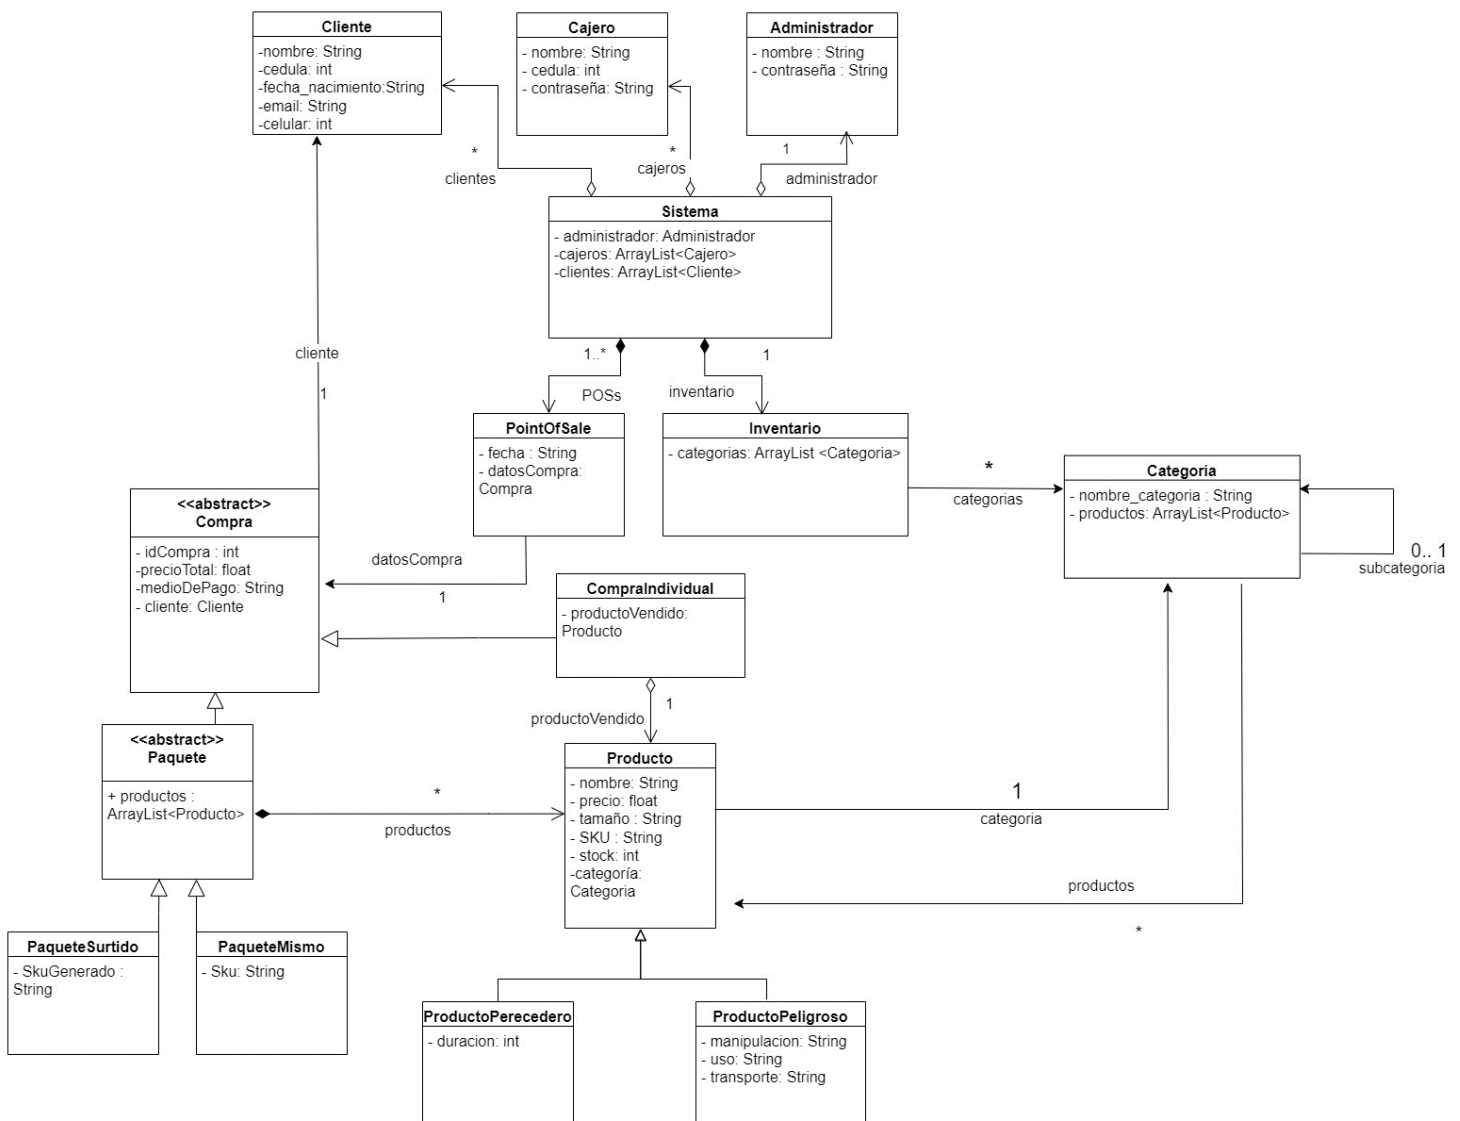 Cliente
-nombre: String
-cedula: int
-fecha_nacimiento:String
-email: String
-celular: int
Cajero
- nombre: String
- cedula: int
- contraseña: String
Administrador
- nombre : String
- contraseña : String
*
clientes
*
cajeros
1
administrador
Sistema
- administrador: Administrador
-cajeros: ArrayList<Cajero>
-clientes: ArrayList<Cliente>
cliente
1
1..*
POSs
1
inventario
PointOfSale
- fecha : String
- datosCompra:
Compra
Inventario
- categorias: ArrayList <Categoria>
*
categorias
Categoría
- nombre_categoria : String
- productos: ArrayList<Producto>
0.. 1
subcategoria
<<abstract>>
Compra
- idCompra : int
-precioTotal: float
-medioDePago: String
- cliente: Cliente
datosCompra
1
CompraIndividual
- productoVendido:
Producto
1
productoVendido
<<abstract>>
Paquete
+ productos :
ArrayList<Producto>
*
productos
Producto
- nombre: String
- precio: float
- tamaño : String
- SKU : String
- stock: int
-categoría:
Categoria
1
categoria
productos
*
PaqueteSurtido
- SkuGenerado :
String
PaqueteMismo
- Sku: String
ProductoPerecedero
- duracion: int
ProductoPeligroso
- manipulacion: String
- uso: String
- transporte: String